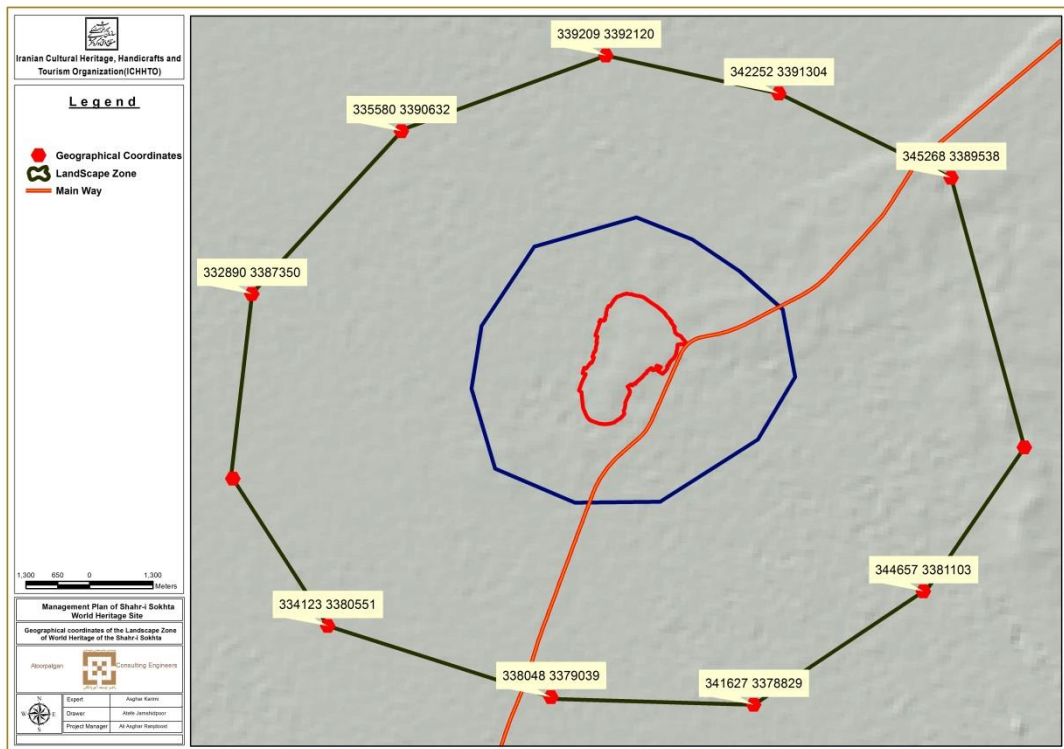 Iranian Cultural Heritage, Handicrafts and
Tourism Organization(ICHHTO)
Legend
Geographical Coordinates
LandScape Zone
Main Way
1,300 650 0 1,300
Meters
Management Plan of Shahr-i Sokhta
World Heritage Site
Geographical coordinates of the Landscape Zone
of World Heritage of the Shahr-i Sokhta
Consulting Engineers
N
W E
S
Expert Asghar Karimi
Drawer Atefe Jamshidpoor
Project Manager Ali Asghar Ranjdoost
339209 3392120
342252 3391304
335580 3390632
345268 3389538
332890 3387350
344657 3381103
334123 3380551
338048 3379039
341627 3378829